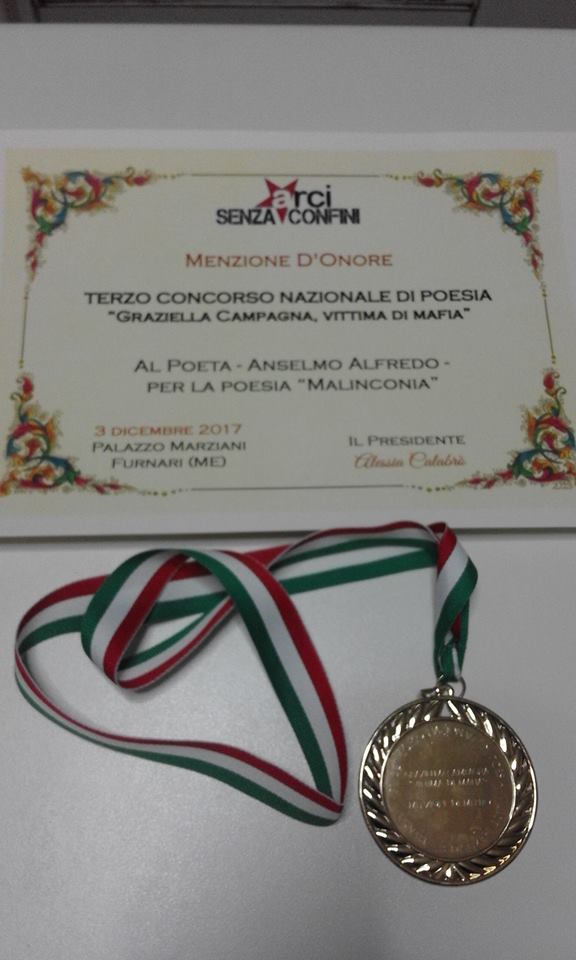 arci
SENZA CONFINI
MENZIONE D'ONORE
TERZO CONCORSO NAZIONALE DI POESIA
"GRAZIELLA CAMPAGNA, VITTIMA DI MAFIA"
AL POETA - ANSELMO ALFREDO -
PER LA POESIA "MALINCONIA"
3 DICEMBRE 2017
PALAZZO MARZIANI
FURNARI (ME)
IL PRESIDENTE
Alessia Calabrò